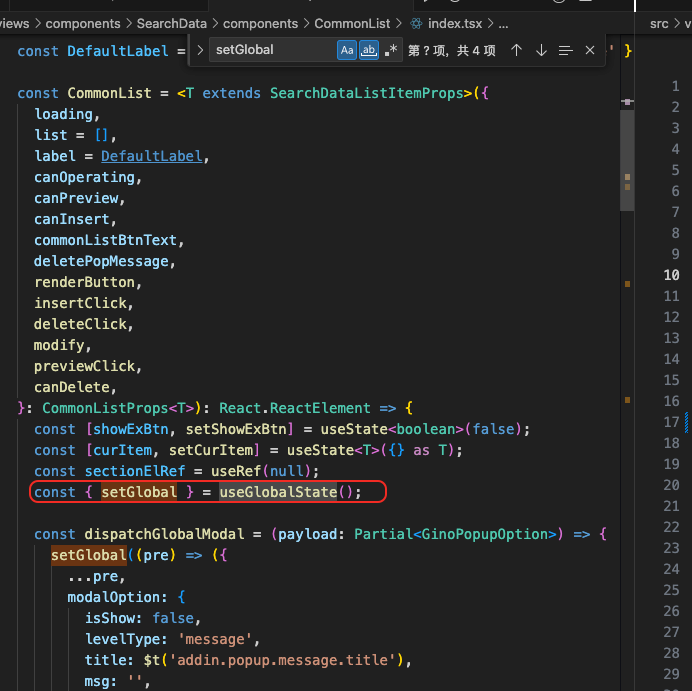 views > components > SearchData > components > CommonList > index.tsx > ...
src > v
setGlobal
Aa ab .* 第 ? 项，共 4 项
const DefaultLabel = ' }
const CommonList = <T extends SearchDataListItemProps>({
loading,
list = [],
label = DefaultLabel,
canOperating,
canPreview,
canInsert,
commonListBtnText,
deletePopMessage,
renderButton,
insertClick,
deleteClick,
modify,
previewClick,
canDelete,
}: CommonListProps<T>): React.ReactElement => {
const [showExBtn, setShowExBtn] = useState<boolean>(false);
const [curItem, setCurItem] = useState<T>({} as T);
const sectionElRef = useRef(null);
const { setGlobal } = useGlobalState();
const dispatchGlobalModal = (payload: Partial<GinoPopupOption>) => {
setGlobal((pre) => ({
...pre,
modalOption: {
isShow: false,
levelType: 'message',
title: $t('addin.popup.message.title'),
msg: '',
1
2
3
4
5
6
7
8
9
10
11
12
13
14
15
16
17
18
19
20
21
22
23
24
25
26
27
28
29